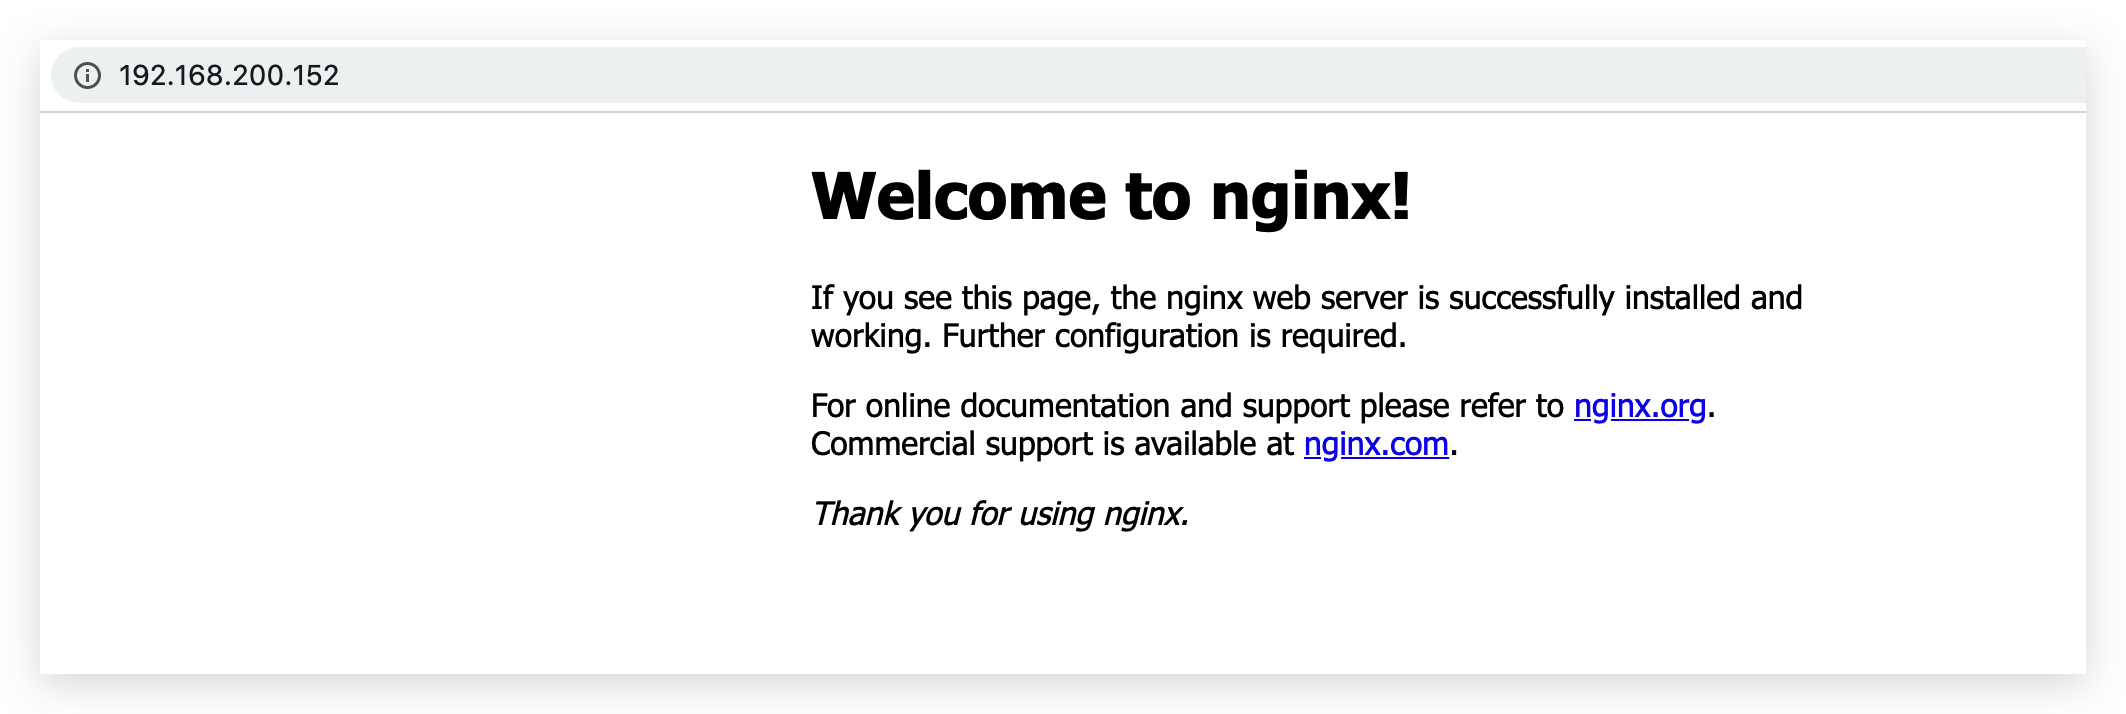 192.168.200.152
Welcome to nginx!
If you see this page, the nginx web server is successfully installed and
working. Further configuration is required.
For online documentation and support please refer to nginx.org.
Commercial support is available at nginx.com.
Thank you for using nginx.